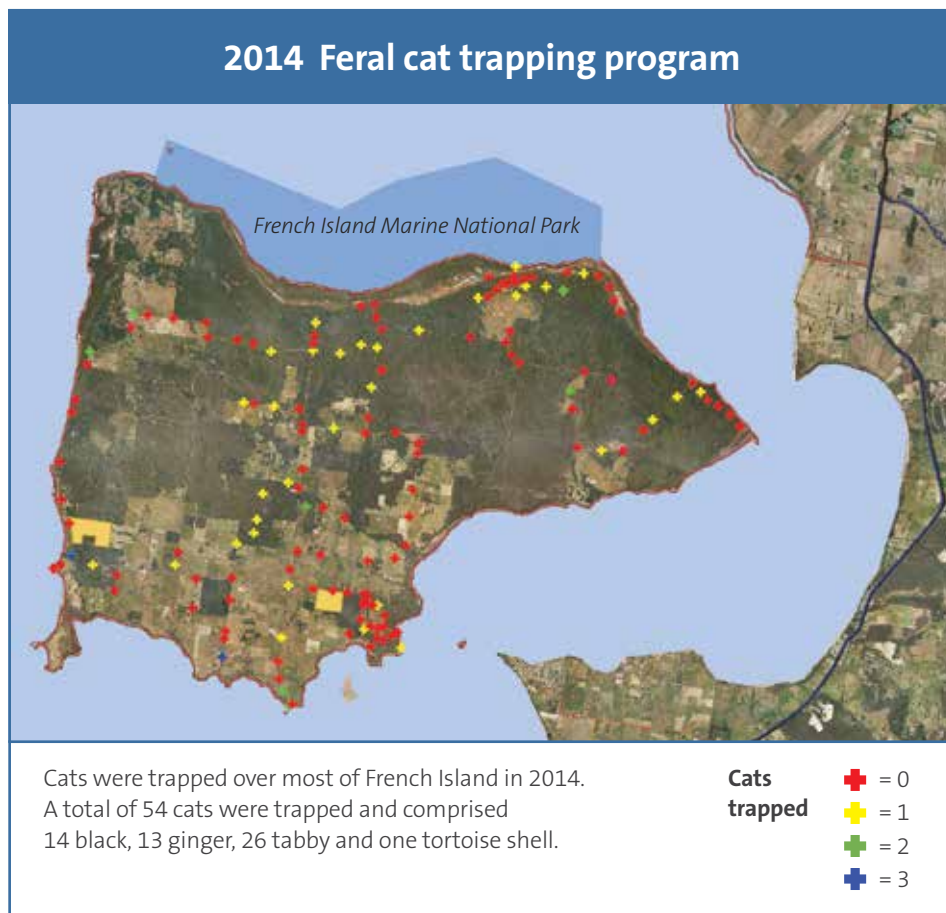 2014 Feral cat trapping program
French Island Marine National Park
Cats were trapped over most of French Island in 2014.
A total of 54 cats were trapped and comprised
14 black, 13 ginger, 26 tabby and one tortoise shell.
Cats
trapped
= 0
= 1
= 2
= 3